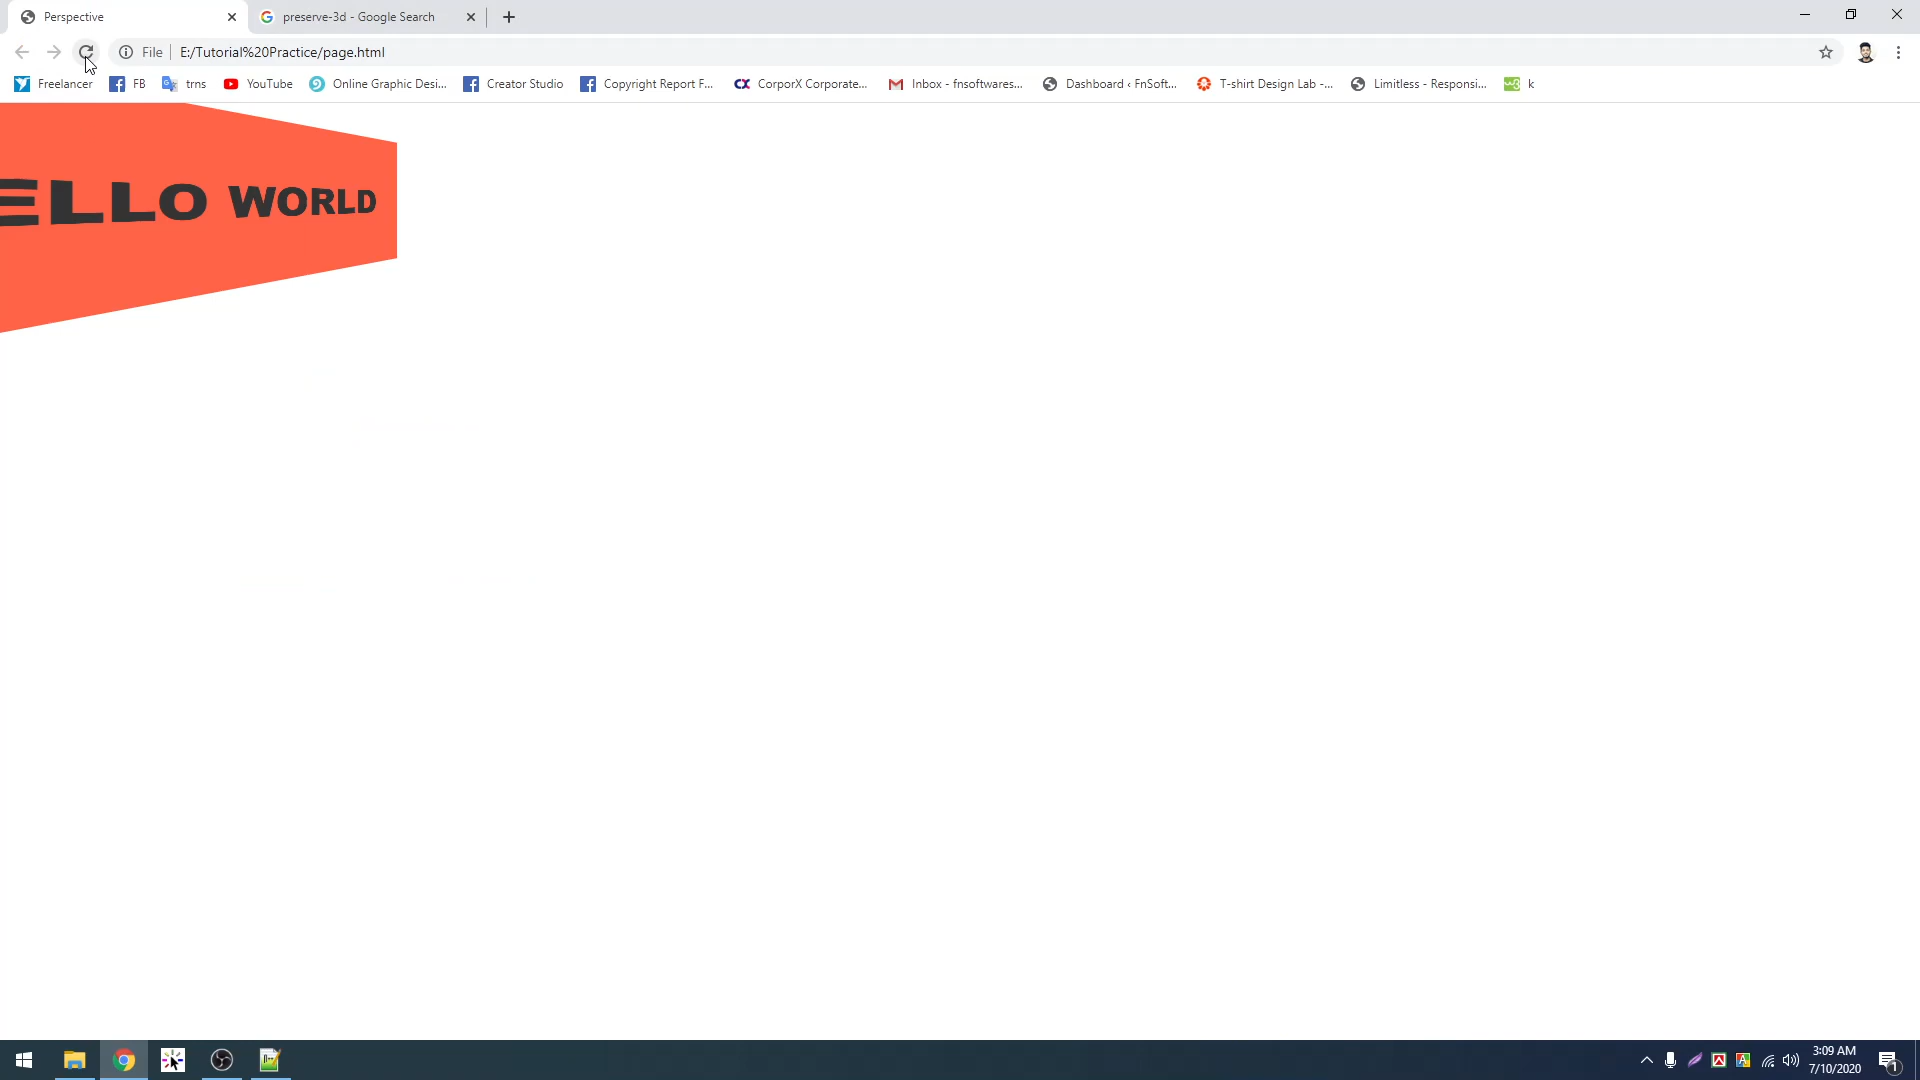 Perspective
preserve-3d - Google Search
File
E:/Tutorial%20Practice/page.html
Freelancer
FB
trns
YouTube
Online Graphic Desi...
Creator Studio
Copyright Report F...
CX CorporX Corporate...
Inbox - fnsoftwares...
Dashboard ‹ FnSoft...
T-shirt Design Lab -...
Limitless - Responsi...
k
ELLO WORLD
3:09 AM
7/10/2020
1